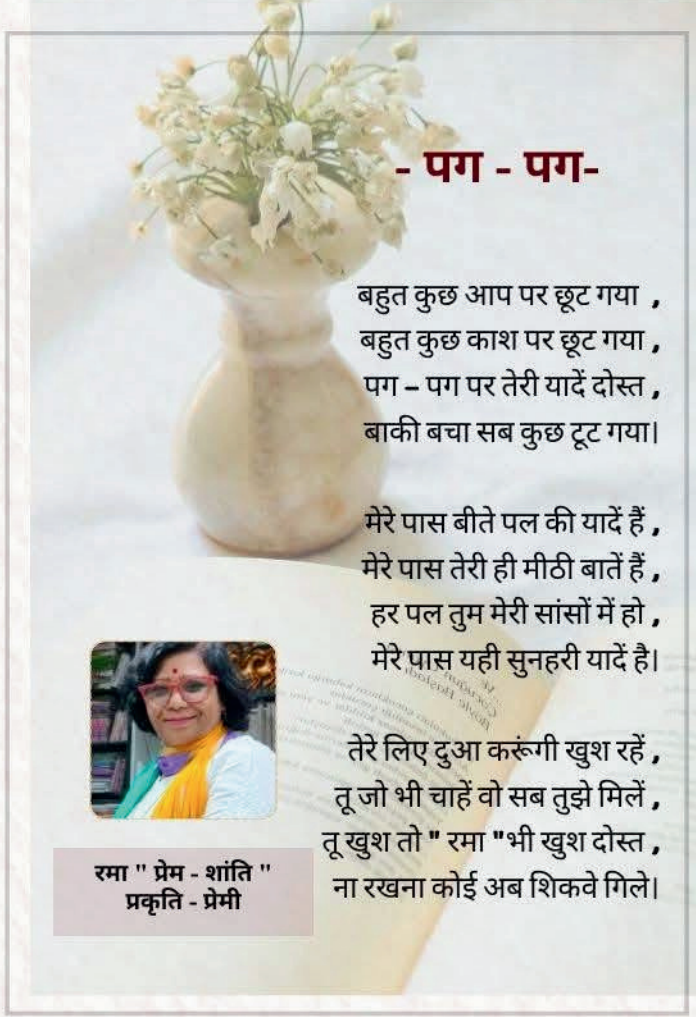 - पग - पग-
बहुत कुछ आप पर छूट गया ,
बहुत कुछ काश पर छूट गया ,
पग – पग पर तेरी यादें दोस्त ,
बाकी बचा सब कुछ टूट गया।
मेरे पास बीते पल की यादें हैं ,
मेरे पास तेरी ही मीठी बातें हैं ,
हर पल तुम मेरी सांसों में हो ,
मेरे पास यही सुनहरी यादें है।
तेरे लिए दुआ करूंगी खुश रहें ,
तू जो भी चाहें वो सब तुझे मिलें ,
तू खुश तो " रमा "भी खुश दोस्त ,
ना रखना कोई अब शिकवे गिले।
रमा " प्रेम - शांति "
प्रकृति - प्रेमी